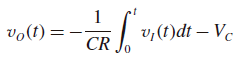 v_O(t) = −\frac{1}{CR} \int_0^t v_I(t)dt − V_C